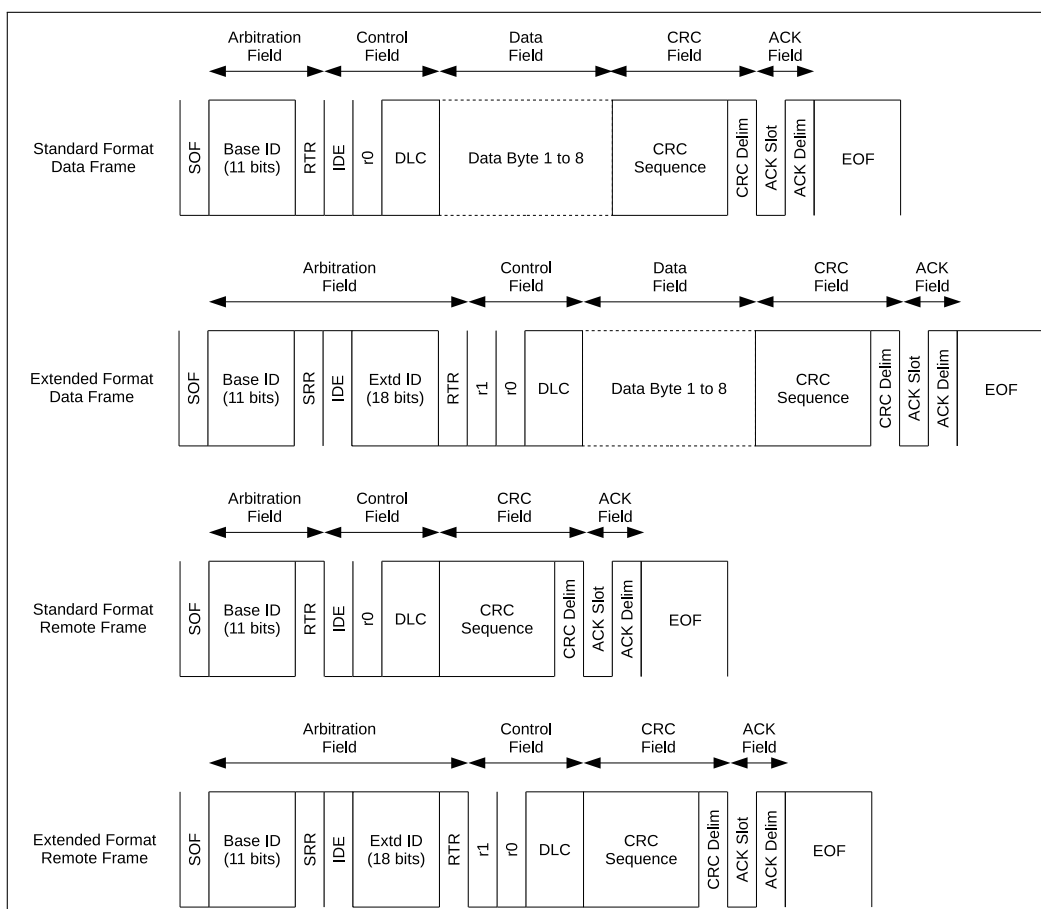 Arbitration Field
Control Field
Data Field
CRC Field
ACK Field
Standard Format
Data Frame
SOF
Base ID
(11 bits)
RTR
IDE
r0
DLC
Data Byte 1 to 8
CRC
Sequence
CRC Delim
ACK Slot
ACK Delim
EOF
Arbitration Field
Control Field
Data Field
CRC Field
ACK Field
Extended Format
Data Frame
SOF
Base ID
(11 bits)
SRR
IDE
Extd ID
(18 bits)
RTR
r1
r0
DLC
Data Byte 1 to 8
CRC
Sequence
CRC Delim
ACK Slot
ACK Delim
EOF
Arbitration Field
Control Field
CRC Field
ACK Field
Standard Format
Remote Frame
SOF
Base ID
(11 bits)
RTR
IDE
r0
DLC
CRC
Sequence
CRC Delim
ACK Slot
ACK Delim
EOF
Arbitration Field
Control Field
CRC Field
ACK Field
Extended Format
Remote Frame
SOF
Base ID
(11 bits)
SRR
IDE
Extd ID
(18 bits)
RTR
r1
r0
DLC
CRC
Sequence
CRC Delim
ACK Slot
ACK Delim
EOF